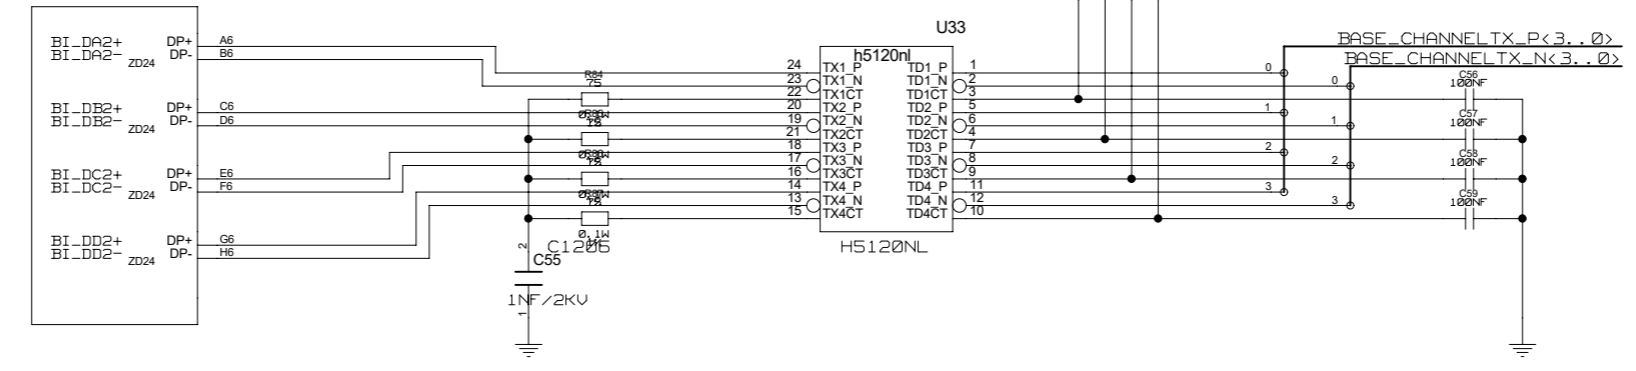 U33
BASE_CHANNELTX_P<3..0>
BASE_CHANNELTX_N<3..0>
BI_DA2+ DP+ A6
BI_DA2- ZD24 DP- B6
BI_DB2+ DP+ C6
BI_DB2- ZD24 DP- D6
BI_DC2+ DP+ E6
BI_DC2- ZD24 DP- F6
BI_DD2+ DP+ G6
BI_DD2- ZD24 DP- H6
R84
75
0.1W
C1206
2
C55
1NF/2KV
1
h5120nl
24 TX1_P TD1_P 1
23 TX1_N TD1_N 2
22 TX1CT TD1CT 3
20 TX2_P TD2_P 5
19 TX2_N TD2_N 6
21 TX2CT TD2CT 4
18 TX3_P TD3_P 7
17 TX3_N TD3_N 8
16 TX3CT TD3CT 9
14 TX4_P TD4_P 11
13 TX4_N TD4_N 12
15 TX4CT TD4CT 10
H5120NL
0
0
1
1
2
2
3
3
C56
100NF
C57
100NF
C58
100NF
C59
100NF